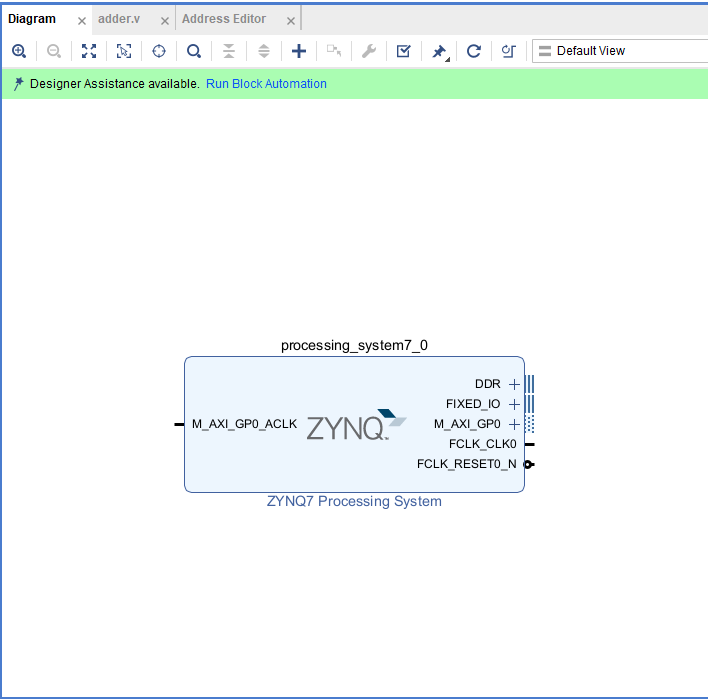 Diagram adder.v Address Editor
Default View
Designer Assistance available. Run Block Automation
processing_system7_0
DDR
FIXED_IO
M_AXI_GP0_ACLK ZYNQ™ M_AXI_GP0
FCLK_CLK0
FCLK_RESET0_N
ZYNQ7 Processing System